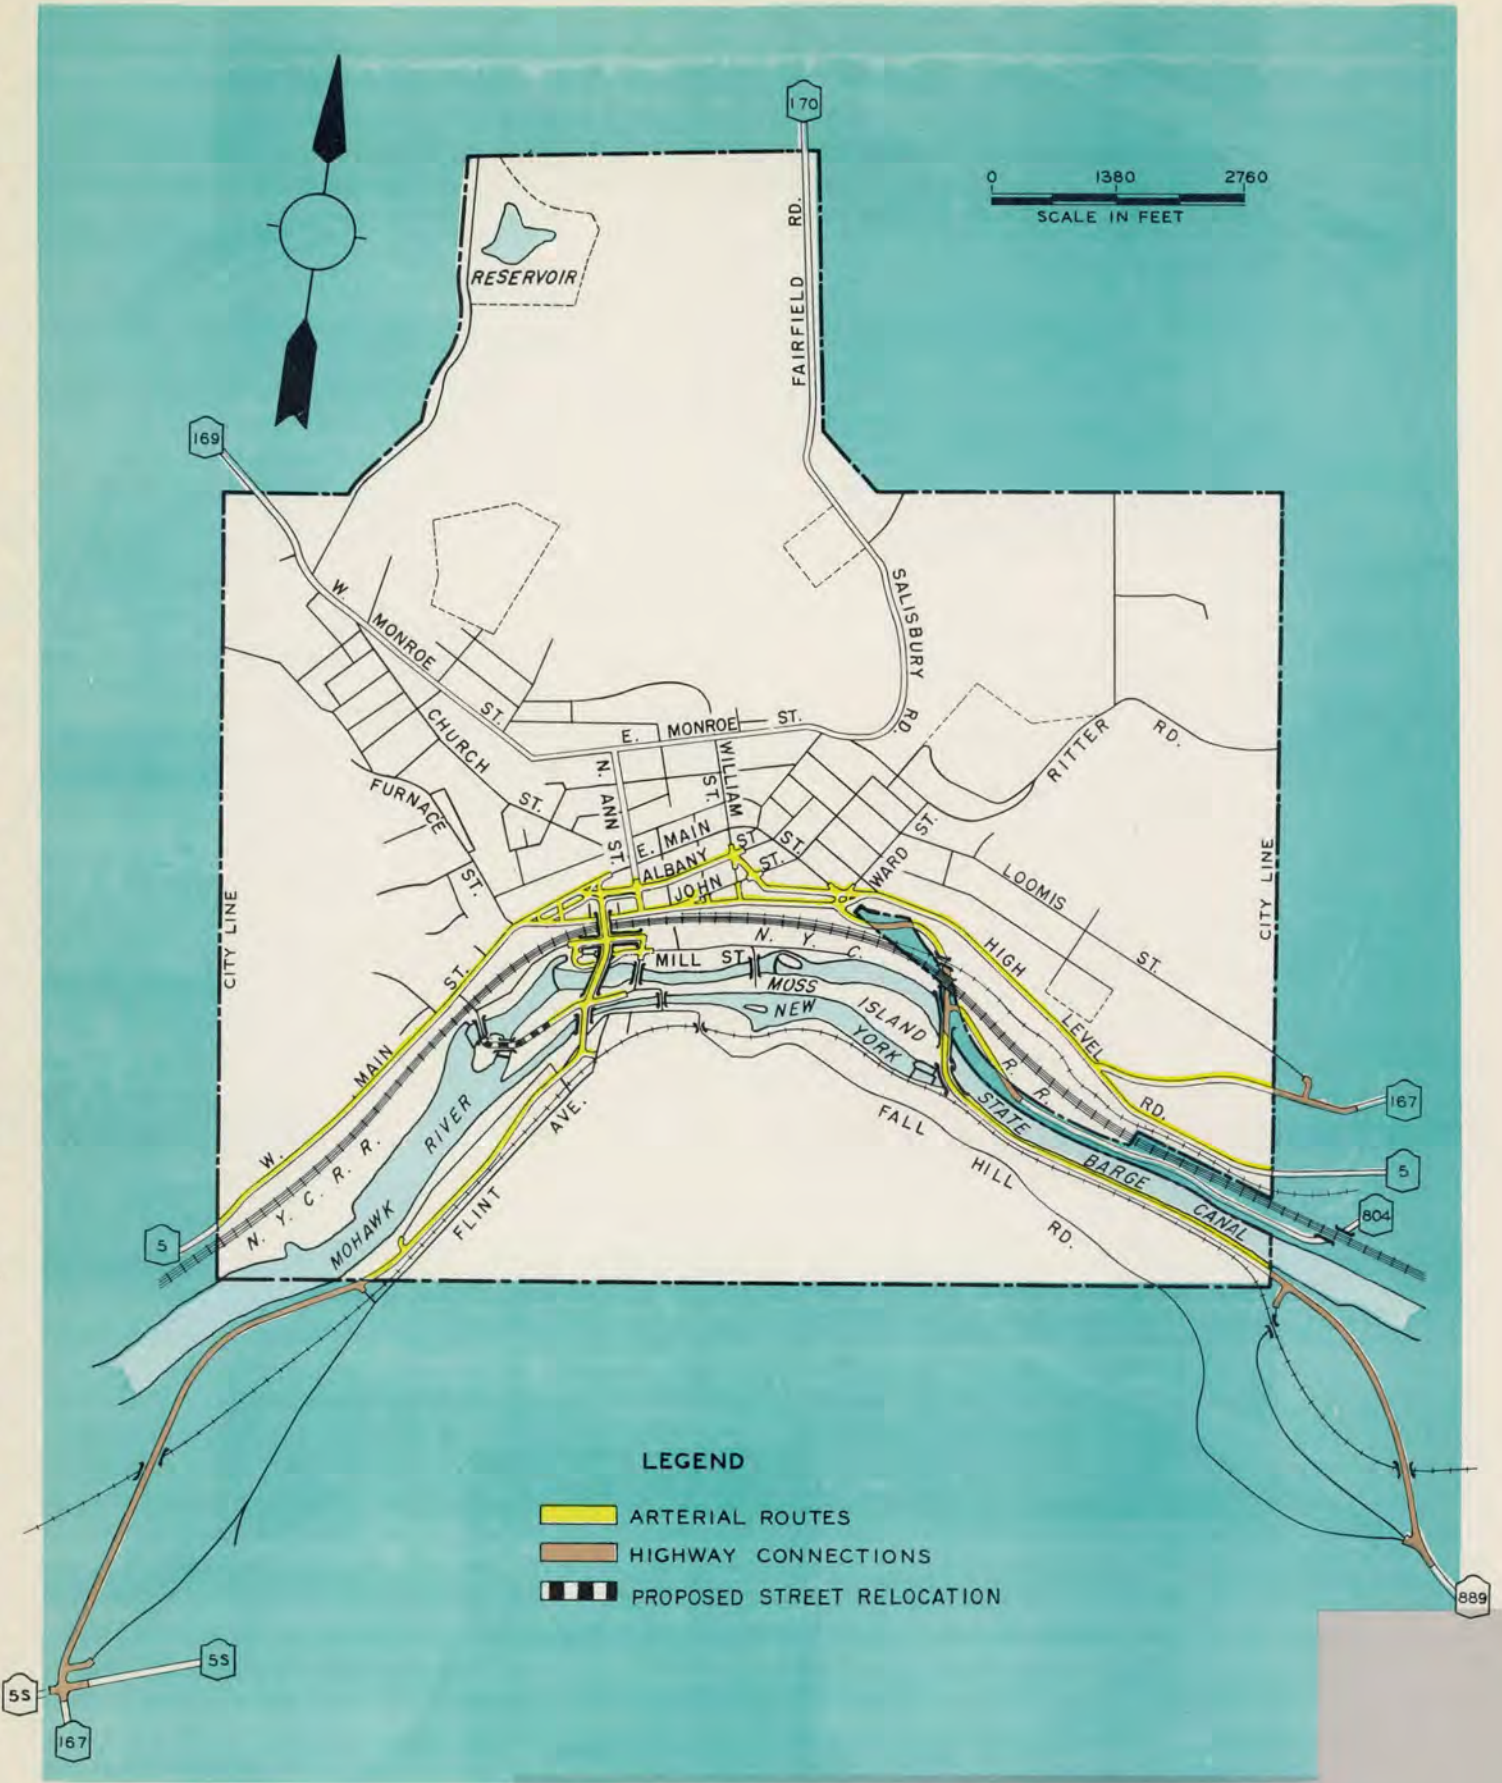 170
0 1380 2760
SCALE IN FEET
FAIRFIELD RD.
RESERVOIR
169
W. MONROE ST.
SALISBURY RD.
CHURCH ST.
E. MONROE ST.
RITTER RD.
N. ANN ST.
WILLIAM ST.
FURNACE ST.
E. MAIN ST.
ALBANY ST
JOHN ST.
WARD ST.
LOOMIS ST.
CITY LINE
CITY LINE
N. Y. C. R. R.
MILL ST.
MOSS ISLAND
HIGH LEVEL RD.
NEW YORK STATE BARGE CANAL
W. MAIN ST.
MOHAWK RIVER
N. Y. C. R. R.
FLINT AVE.
FALL HILL RD.
167
5
804
5
LEGEND
ARTERIAL ROUTES
HIGHWAY CONNECTIONS
PROPOSED STREET RELOCATION
889
5S
5S
167